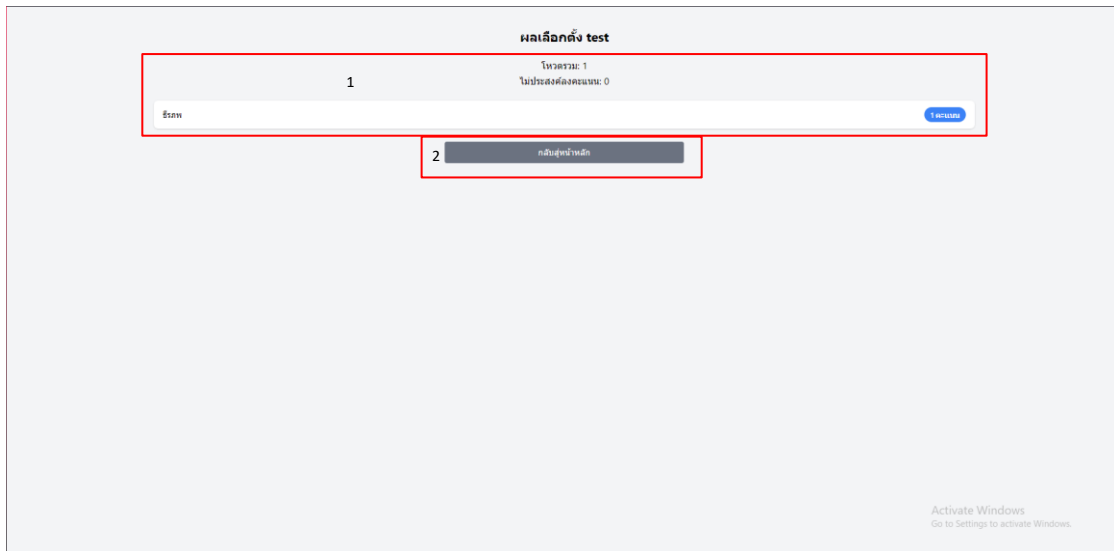 ผลเลือกตั้ง test
โหวตรวม: 1
1
ไม่ประสงค์ลงคะแนน: 0
ธีรภพ
1 คะแนน
2
กลับสู่หน้าหลัก
Activate Windows
Go to Settings to activate Windows.